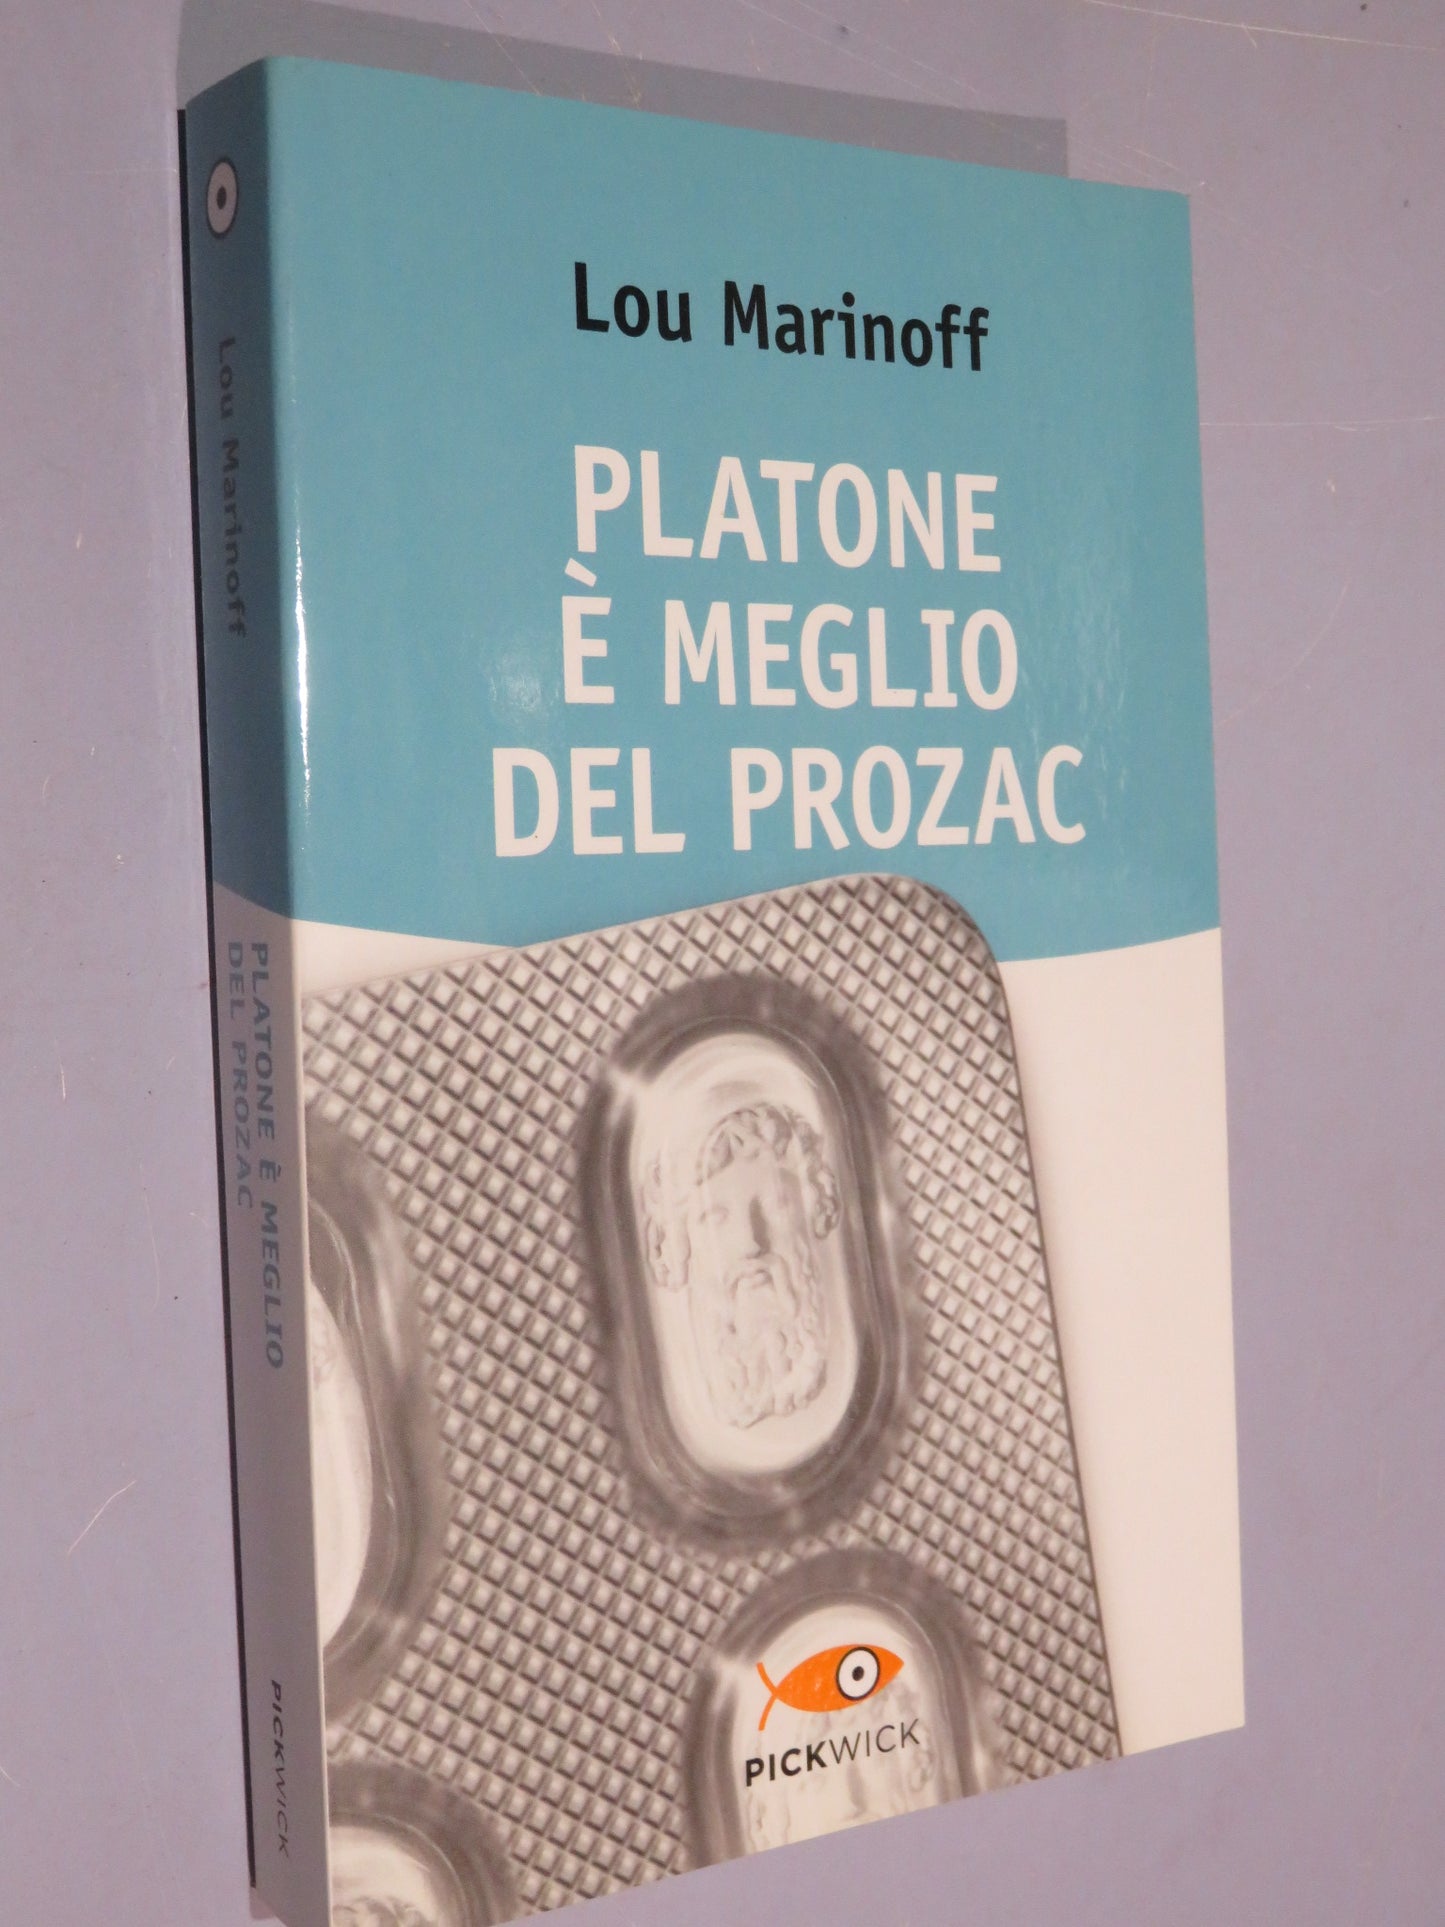 Lou Marinoff
PLATONE
È MEGLIO
DEL PROZAC
PICKWICK
Lou Marinoff
PLATONE È MEGLIO
DEL PROZAC
PICKWICK